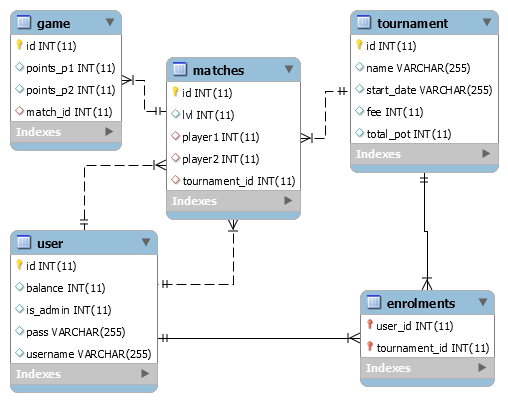 game
id INT(11)
points_p1 INT(11)
points_p2 INT(11)
match_id INT(11)
Indexes
matches
id INT(11)
lvl INT(11)
player1 INT(11)
player2 INT(11)
tournament_id INT(11)
Indexes
tournament
id INT(11)
name VARCHAR(255)
start_date VARCHAR(255)
fee INT(11)
total_pot INT(11)
Indexes
user
id INT(11)
balance INT(11)
is_admin INT(11)
pass VARCHAR(255)
username VARCHAR(255)
Indexes
enrolments
user_id INT(11)
tournament_id INT(11)
Indexes